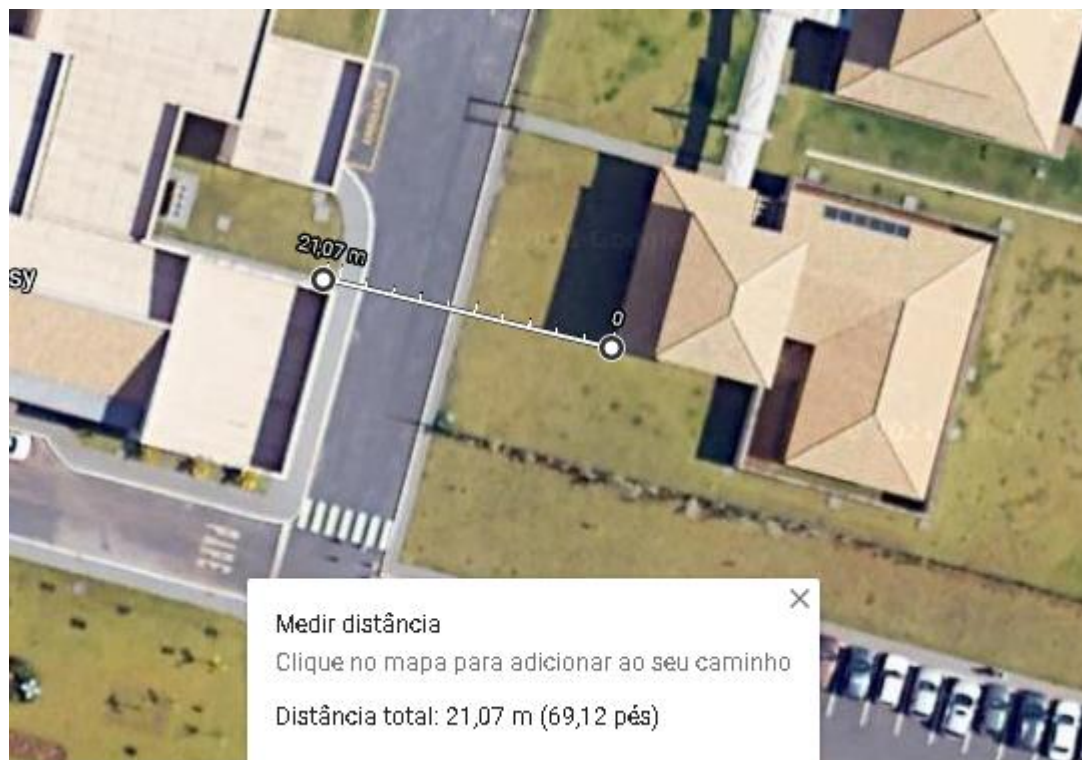 21,07 m
sy
0
Medir distância
Clique no mapa para adicionar ao seu caminho
Distância total: 21,07 m (69,12 pés)